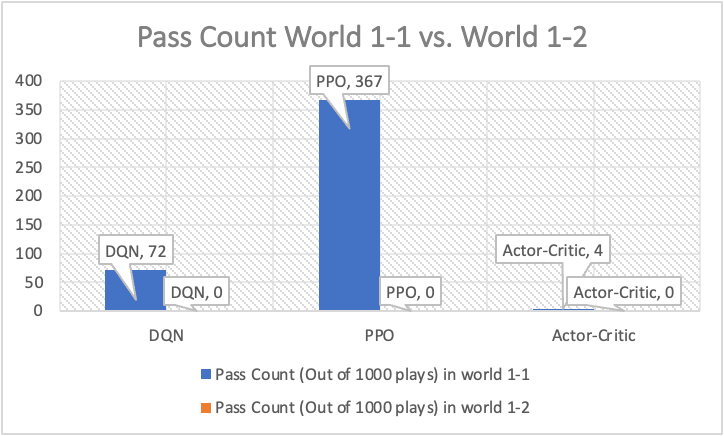 Pass Count World 1-1 vs. World 1-2
400
350
300
250
200
150
100
50
0
PPO, 367
DQN, 72
DQN, 0
PPO, 0
Actor-Critic, 4
Actor-Critic, 0
DQN
PPO
Actor-Critic
Pass Count (Out of 1000 plays) in world 1-1
Pass Count (Out of 1000 plays) in world 1-2